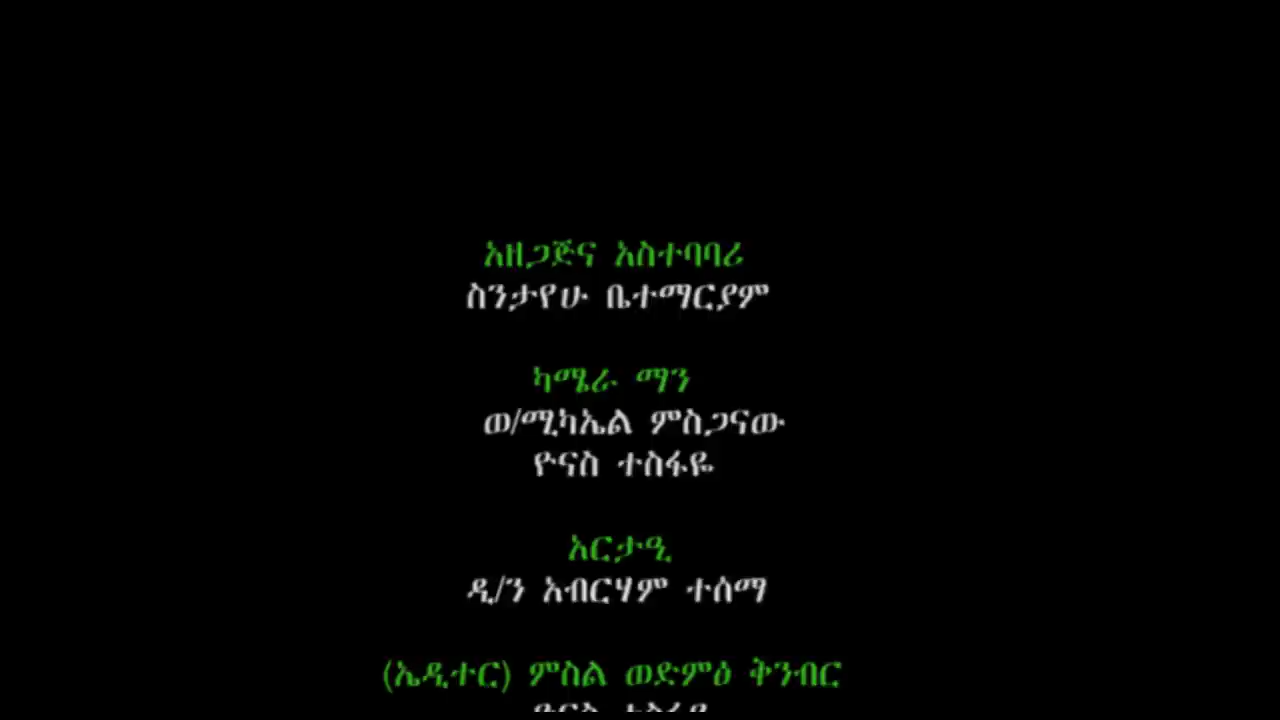 አዘጋጅና አስተባባሪ
ስንታየሁ ቤተማርያም
ካሜራ ማን
ወ/ሚካኤል ምስጋናው
ዮናስ ተስፋዬ
አርታዒ
ዲ/ን አብርሃም ተሰማ
(ኤዲተር) ምስል ወድምፅ ቅንብር